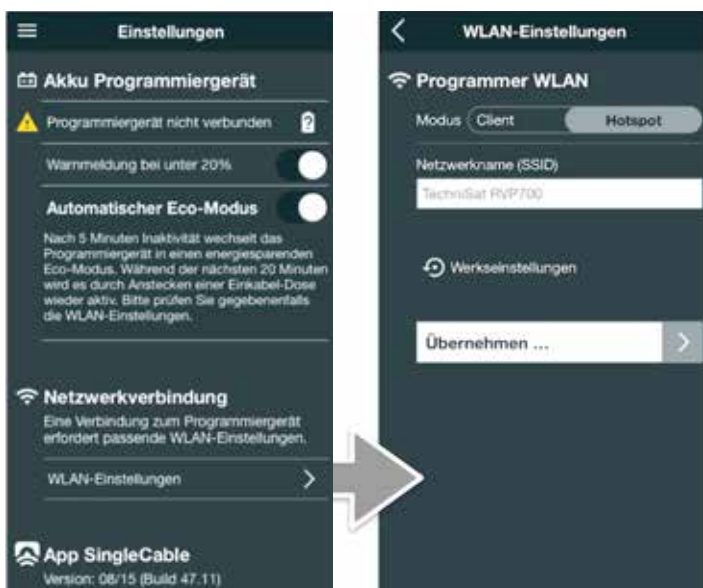 Einstellungen
Akku Programmiergerät
Programmiergerät nicht verbunden ?
Warnmeldung bei unter 20%
Automatischer Eco-Modus
Nach 5 Minuten Inaktivität wechselt das
Programmiergerät in einen energiesparenden
Eco-Modus. Während der nächsten 20 Minuten
wird es durch Anstecken einer Einkabel-Dose
wieder aktiv. Bitte prüfen Sie gegebenenfalls
die WLAN-Einstellungen.
Netzwerkverbindung
Eine Verbindung zum Programmiergerät
erfordert passende WLAN-Einstellungen.
WLAN-Einstellungen
App SingleCable
Version: 08/15 (Build 47.11)
WLAN-Einstellungen
Programmer WLAN
Modus Client Hotspot
Netzwerkname (SSID)
TechniSat RVP700
Werkseinstellungen
Übernehmen ...